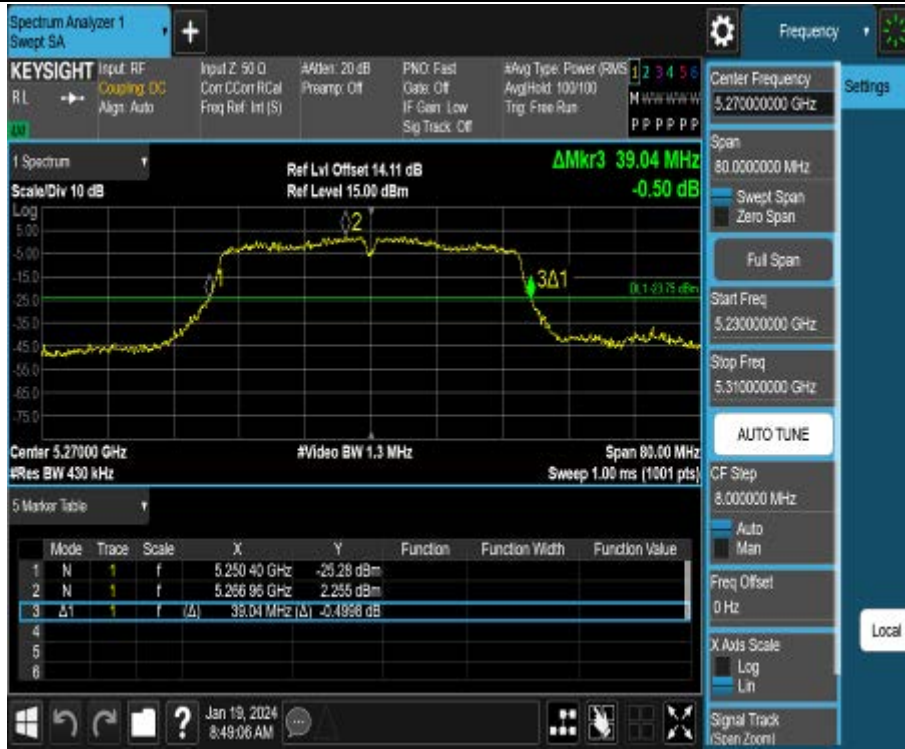 Spectrum Analyzer 1
Swept SA
+
Frequency
KEYSIGHT
RL
Input: RF
Coupling: DC
Align: Auto
Input Z: 50 Ω
Corr CCorr RCal
Freq Ref: Int (S)
#Atten: 20 dB
Preamp: Off
PNO: Fast
Gate: Off
IF Gain: Low
Sig Track: Off
#Avg Type: Power (RMS
Avg|Hold: 100/100
Trig: Free Run
1 2 3 4 5 6
M W W W W W
P P P P P P
1 Spectrum
Scale/Div 10 dB
Ref Lvl Offset 14.11 dB
Ref Level 15.00 dBm
ΔMkr3 39.04 MHz
-0.50 dB
Log
5.00
-5.00
-15.0
-25.0
-35.0
-45.0
-55.0
-65.0
-75.0
1
2
3Δ1
DL1 -23.75 dBm
Center 5.27000 GHz
#Res BW 430 kHz
#Video BW 1.3 MHz
Span 80.00 MHz
Sweep 1.00 ms (1001 pts)
5 Marker Table
Mode Trace Scale X Y Function Function Width Function Value
1 N 1 f 5.250 40 GHz -25.28 dBm
2 N 1 f 5.266 96 GHz 2.255 dBm
3 Δ1 1 f (Δ) 39.04 MHz (Δ) -0.4998 dB
4
5
6
?
Jan 19, 2024
8:49:06 AM
Center Frequency
5.270000000 GHz
Settings
Span
80.0000000 MHz
Swept Span
Zero Span
Full Span
Start Freq
5.230000000 GHz
Stop Freq
5.310000000 GHz
AUTO TUNE
CF Step
8.000000 MHz
Auto
Man
Freq Offset
0 Hz
X Axis Scale
Log
Lin
Local
Signal Track
(Span Zoom)